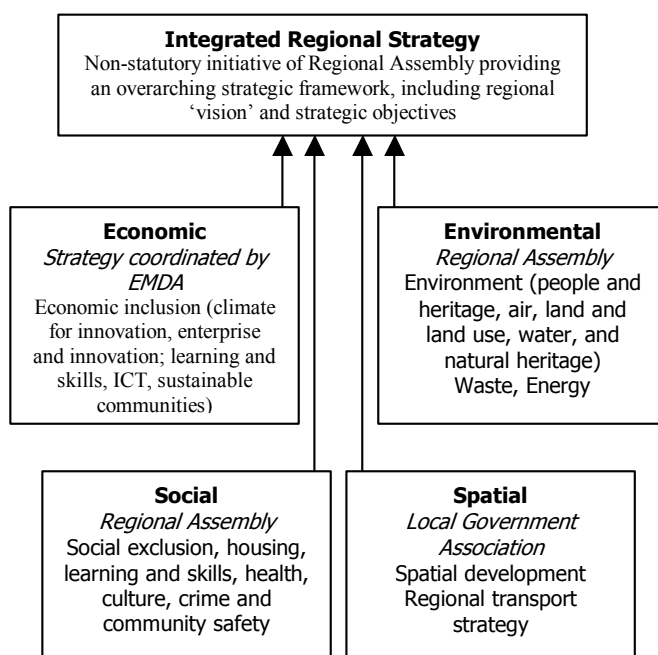 Integrated Regional Strategy
Non-statutory initiative of Regional Assembly providing
an overarching strategic framework, including regional
‘vision’ and strategic objectives
Economic
Strategy coordinated by
EMDA
Economic inclusion (climate
for innovation, enterprise
and innovation; learning and
skills, ICT, sustainable
communities)
Environmental
Regional Assembly
Environment (people and
heritage, air, land and
land use, water, and
natural heritage)
Waste, Energy
Social
Regional Assembly
Social exclusion, housing,
learning and skills, health,
culture, crime and
community safety
Spatial
Local Government
Association
Spatial development
Regional transport
strategy